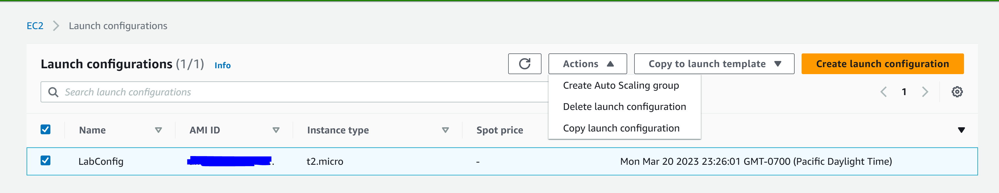 EC2 Launch configurations
Launch configurations (1/1) Info
Actions Copy to launch template Create launch configuration
Search launch configurations
1
Create Auto Scaling group
Delete launch configuration
Copy launch configuration
Name AMI ID Instance type Spot price
LabConfig t2.micro - Mon Mar 20 2023 23:26:01 GMT-0700 (Pacific Daylight Time)